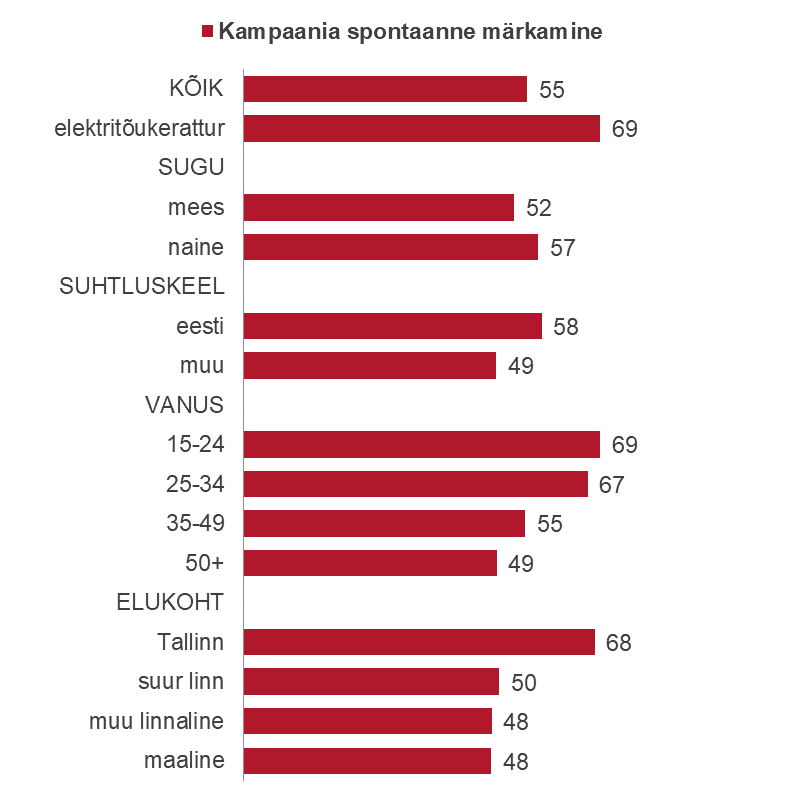 Kampaania spontaanne märkamine
KÕIK 55
elektritõukerattur 69
SUGU
mees 52
naine 57
SUHTLUSKEEL
eesti 58
muu 49
VANUS
15-24 69
25-34 67
35-49 55
50+ 49
ELUKOHT
Tallinn 68
suur linn 50
muu linnaline 48
maaline 48